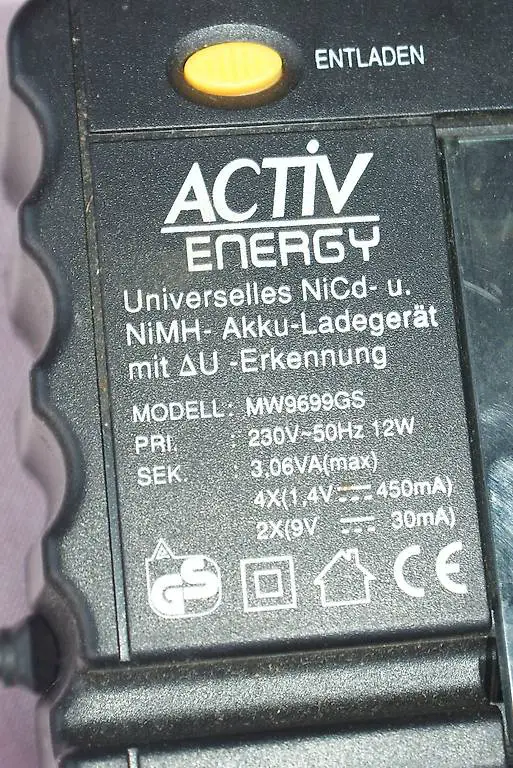 ENTLADEN
ACTIV
ENERGY
Universelles NiCd- u.
NiMH- Akku-Ladegerät
mit ΔU -Erkennung
MODELL: MW9699GS
PRI. : 230V~50Hz 12W
SEK. : 3,06VA(max)
4X(1,4V⎓450mA)
2X(9V ⎓ 30mA)
GS CE